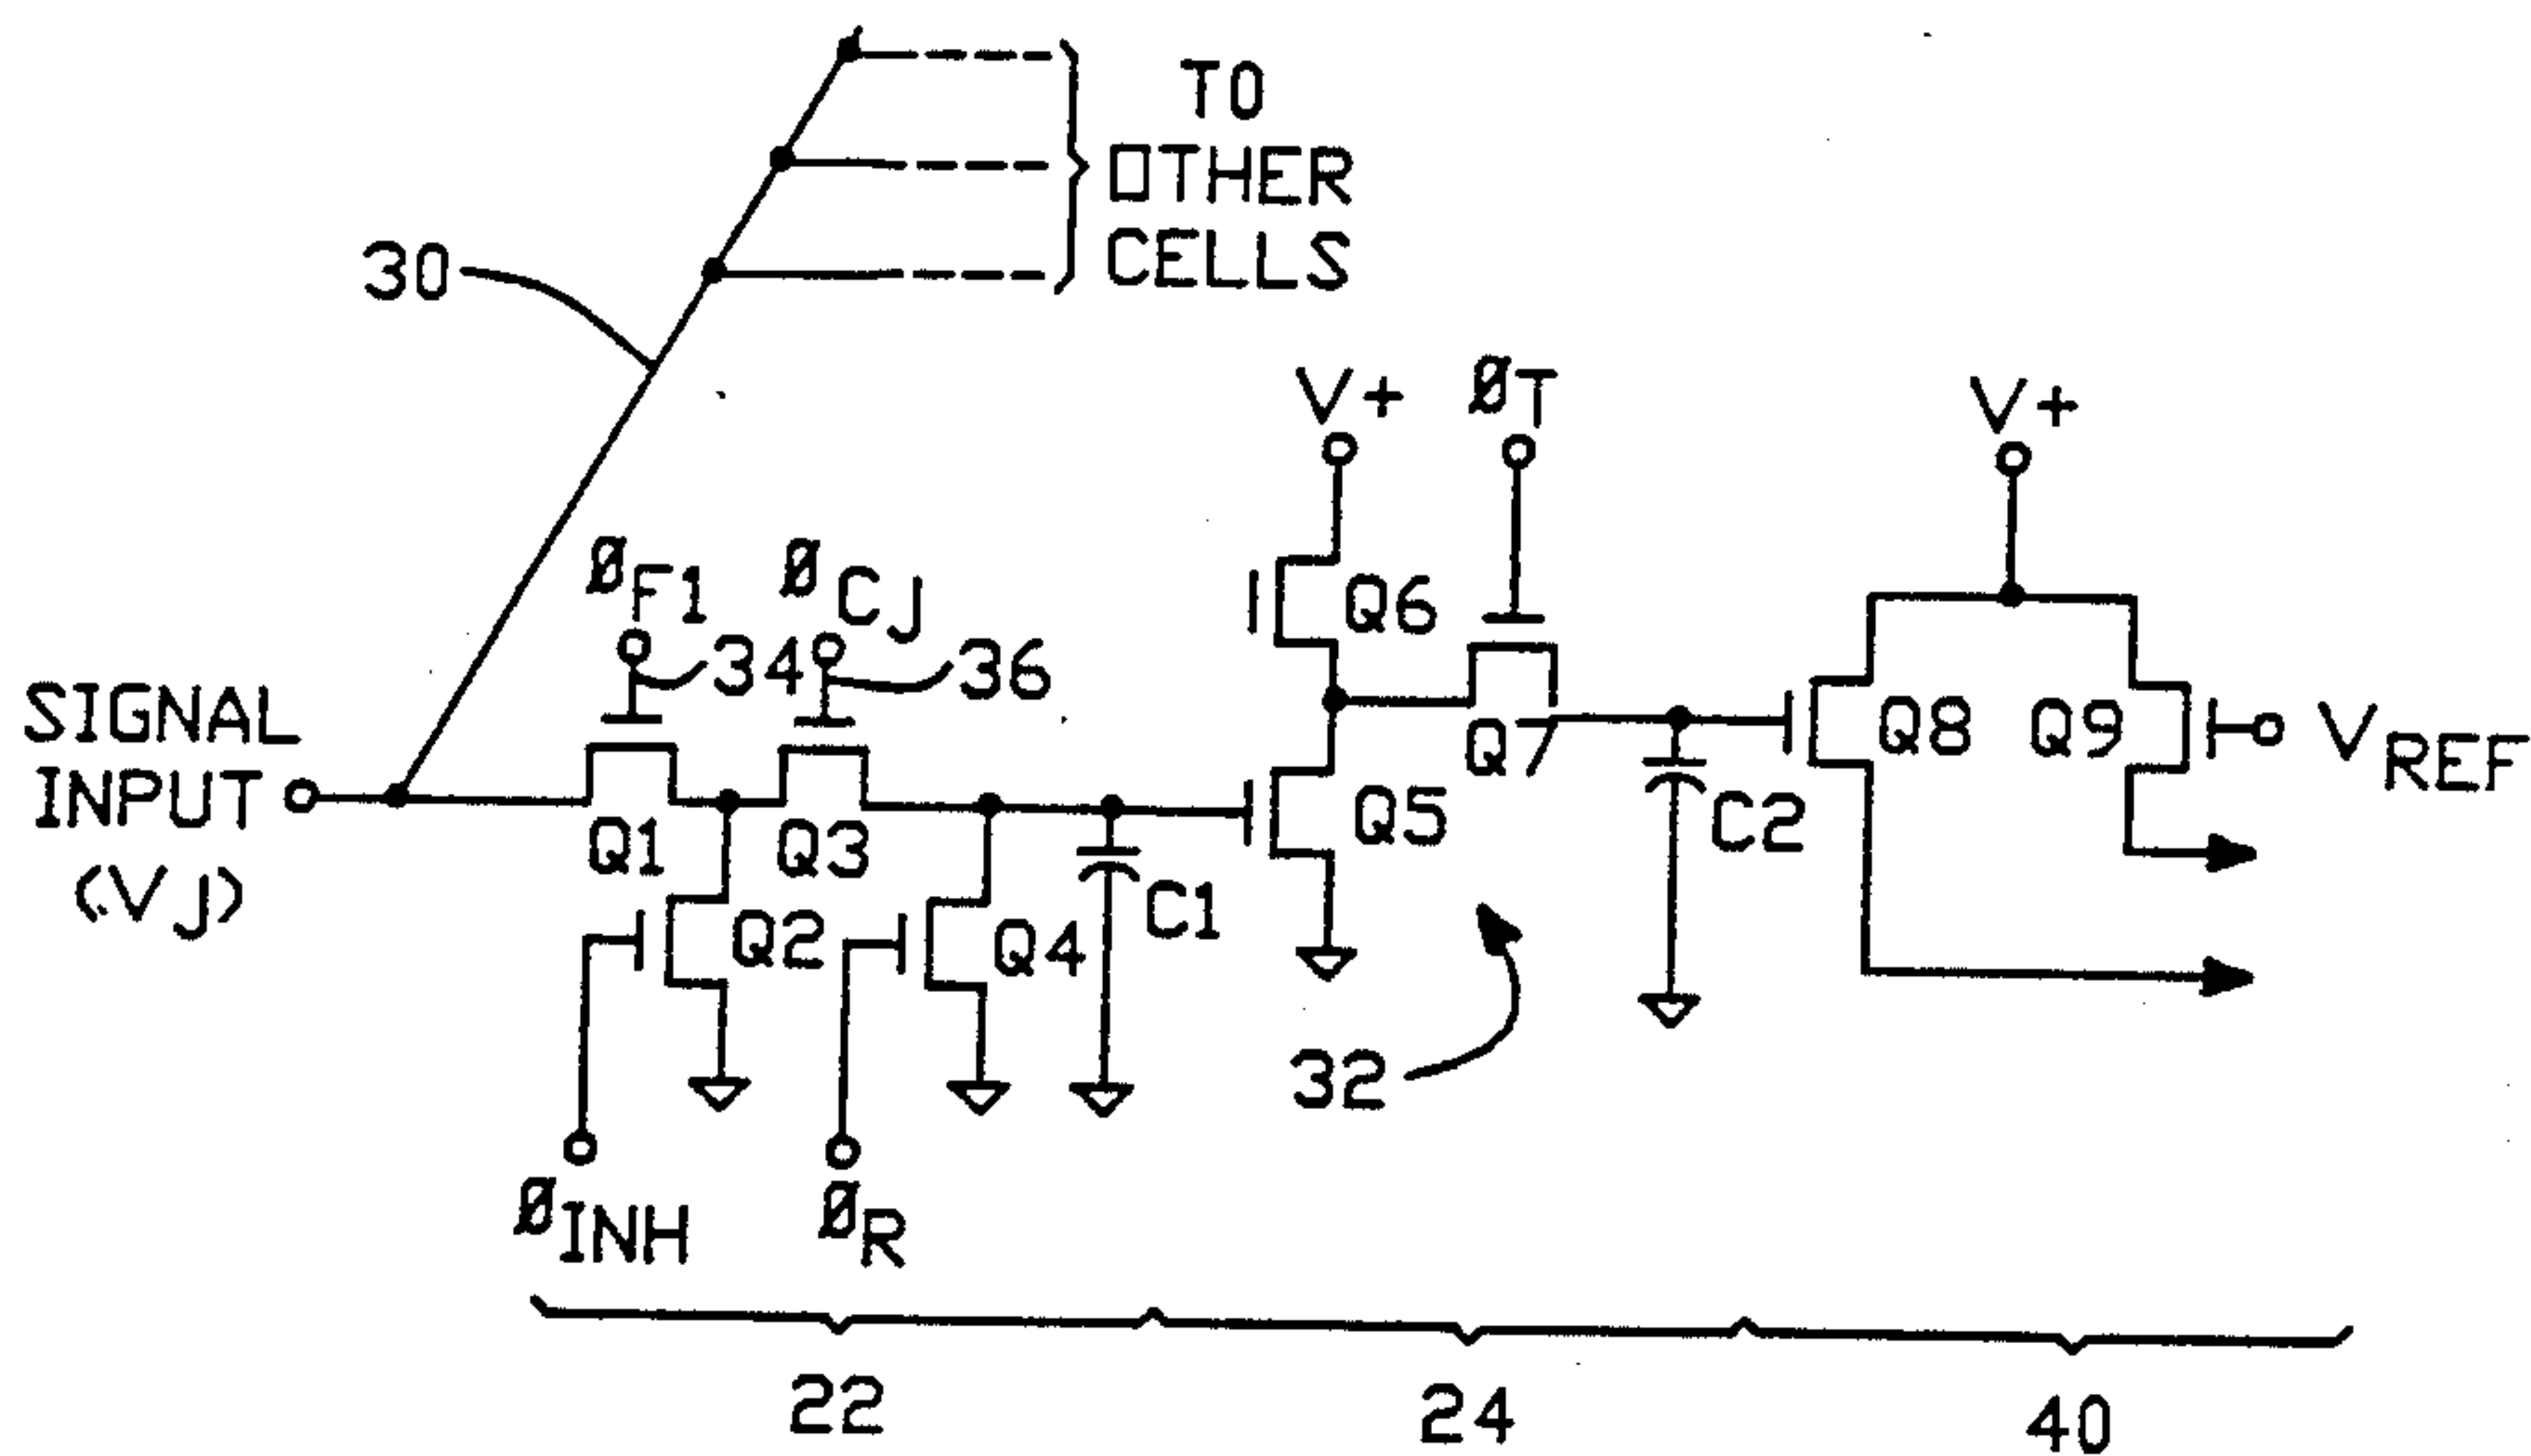 TO
OTHER
CELLS
30
V+
ØT
V+
ØF1
ØCJ
34
36
Q6
SIGNAL
INPUT
(VJ)
Q8
Q9
VREF
Q7
Q1
Q3
Q5
C2
Q2
Q4
C1
32
ØINH
ØR
22
24
40